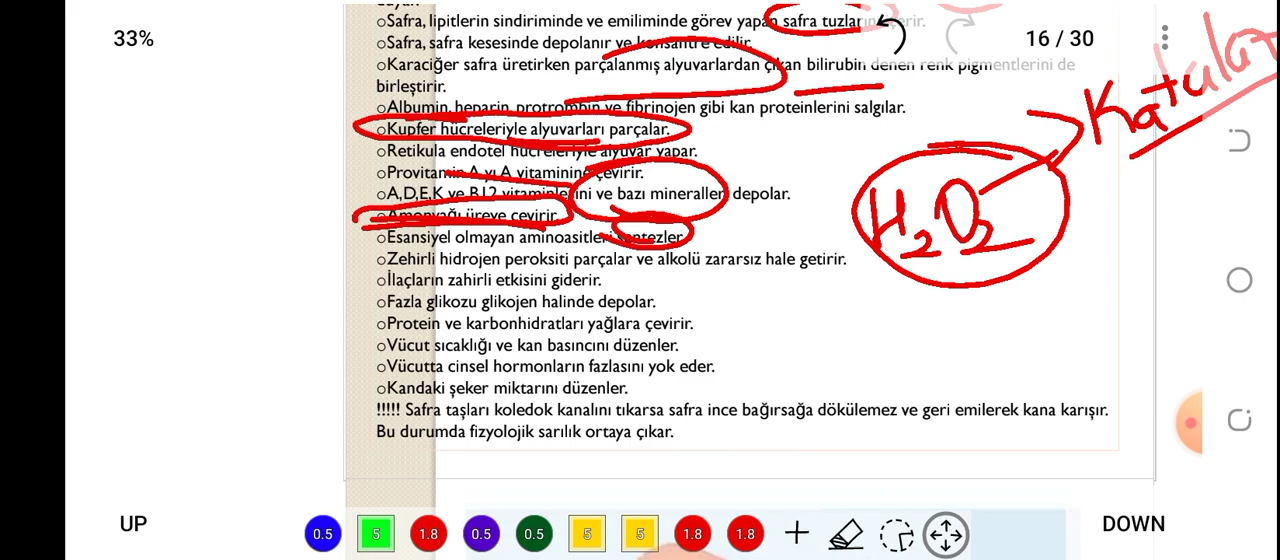 33%
16 / 30
oSafra, lipitlerin sindiriminde ve emiliminde görev yapan safra tuzlarını içerir.
oSafra, safra kesesinde depolanır ve konsantre edilir.
oKaraciğer safra üretirken parçalanmış alyuvarlardan çıkan bilirubin denen renk pigmentlerini de
birleştirir.
oAlbumin, heparin, protrombin ve fibrinojen gibi kan proteinlerini salgılar.
oKupfer hücreleriyle alyuvarları parçalar.
oRetikula endotel hücreleriyle alyuvar yapar.
oProvitamin A yı A vitaminine çevirir.
oA,D,E,K ve B12 vitaminlerini ve bazı mineralleri depolar.
oAmonyağı üreye çevirir.
oEsansiyel olmayan aminoasitleri sentezler.
oZehirli hidrojen peroksiti parçalar ve alkolü zararsız hale getirir.
oİlaçların zahirli etkisini giderir.
oFazla glikozu glikojen halinde depolar.
oProtein ve karbonhidratları yağlara çevirir.
oVücut sıcaklığı ve kan basıncını düzenler.
oVücutta cinsel hormonların fazlasını yok eder.
oKandaki şeker miktarını düzenler.
!!!!! Safra taşları koledok kanalını tıkarsa safra ince bağırsağa dökülemez ve geri emilerek kana karışır.
Bu durumda fizyolojik sarılık ortaya çıkar.
H2O2
UP
0.5
5
1.8
0.5
0.5
5
5
1.8
1.8
DOWN